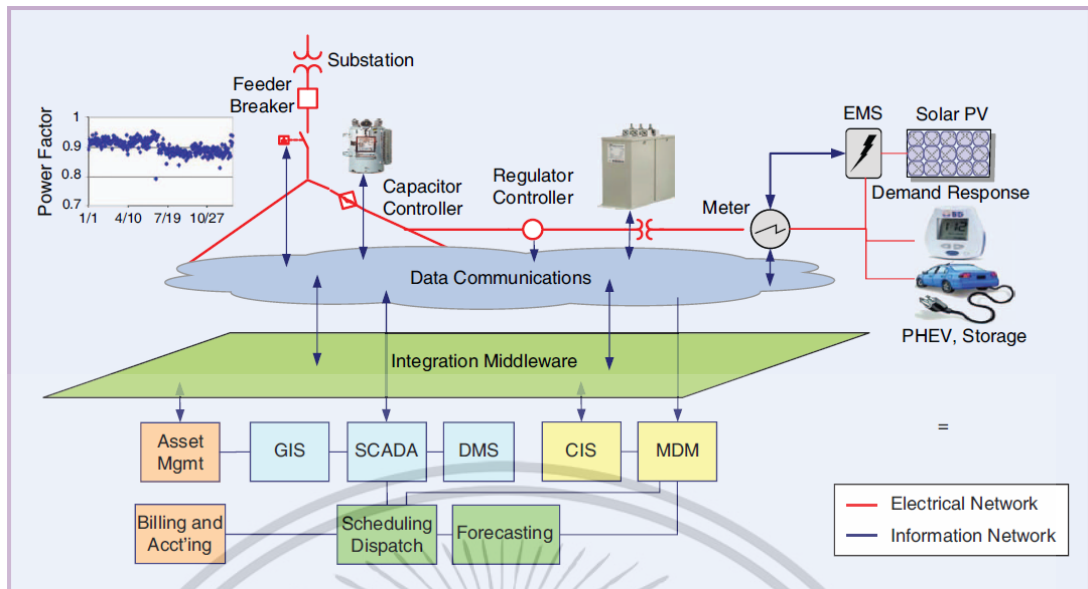 Substation
Feeder
Breaker
Power Factor
1
0.9
0.8
0.7
1/1 4/10 7/19 10/27
Capacitor
Controller
Regulator
Controller
Meter
EMS
Solar PV
Demand Response
PHEV, Storage
Data Communications
Integration Middleware
Asset
Mgmt
GIS
SCADA
DMS
CIS
MDM
Billing and
Acct'ing
Scheduling
Dispatch
Forecasting
=
Electrical Network
Information Network